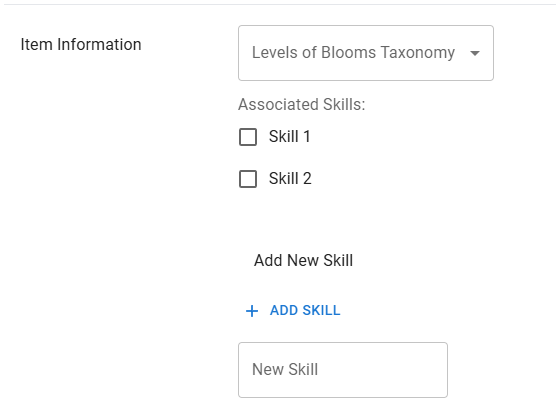 Item Information
Levels of Blooms Taxonomy
Associated Skills:
Skill 1
Skill 2
Add New Skill
+ ADD SKILL
New Skill